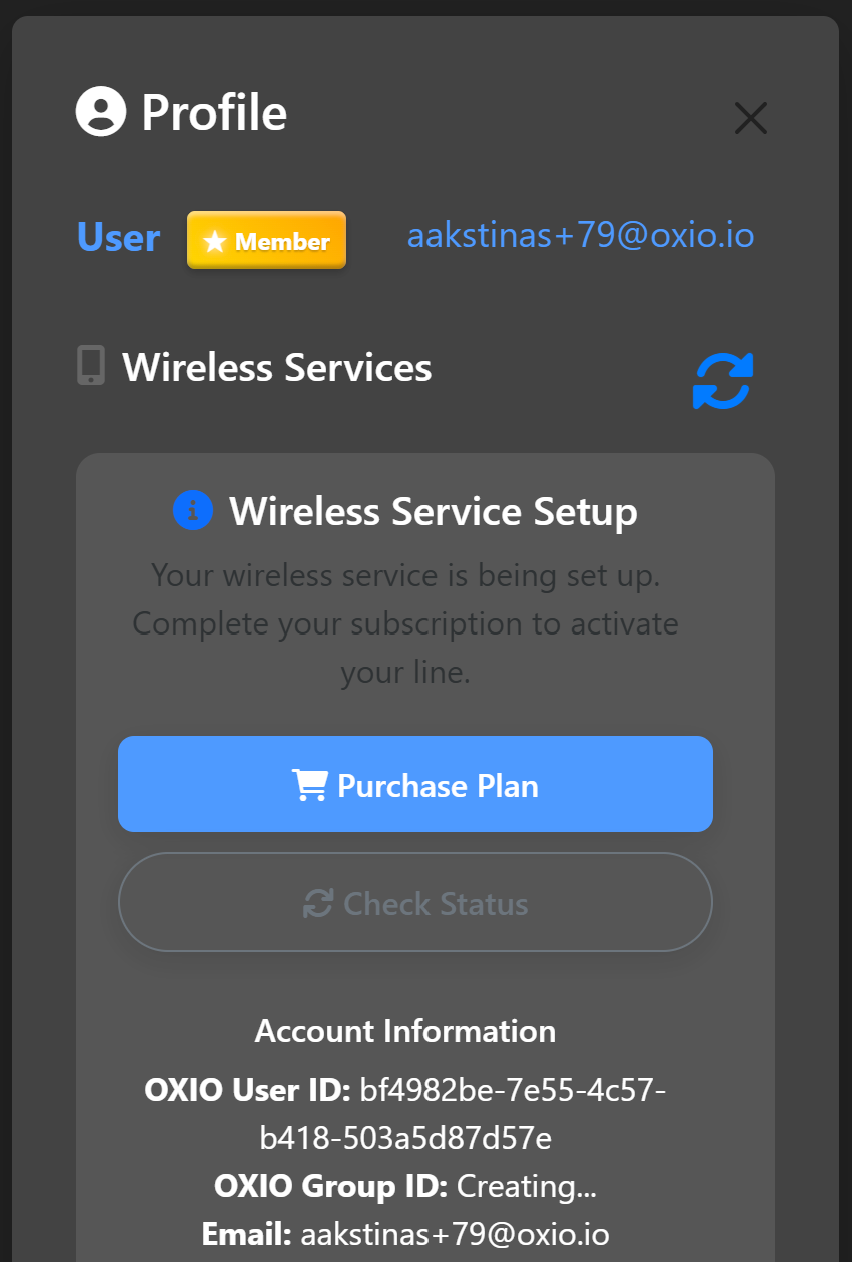 Profile
User
Member
aakstinas+79@oxio.io
Wireless Services
Wireless Service Setup
Your wireless service is being set up.
Complete your subscription to activate
your line.
Purchase Plan
Check Status
Account Information
OXIO User ID: bf4982be-7e55-4c57-
b418-503a5d87d57e
OXIO Group ID: Creating...
Email: aakstinas+79@oxio.io